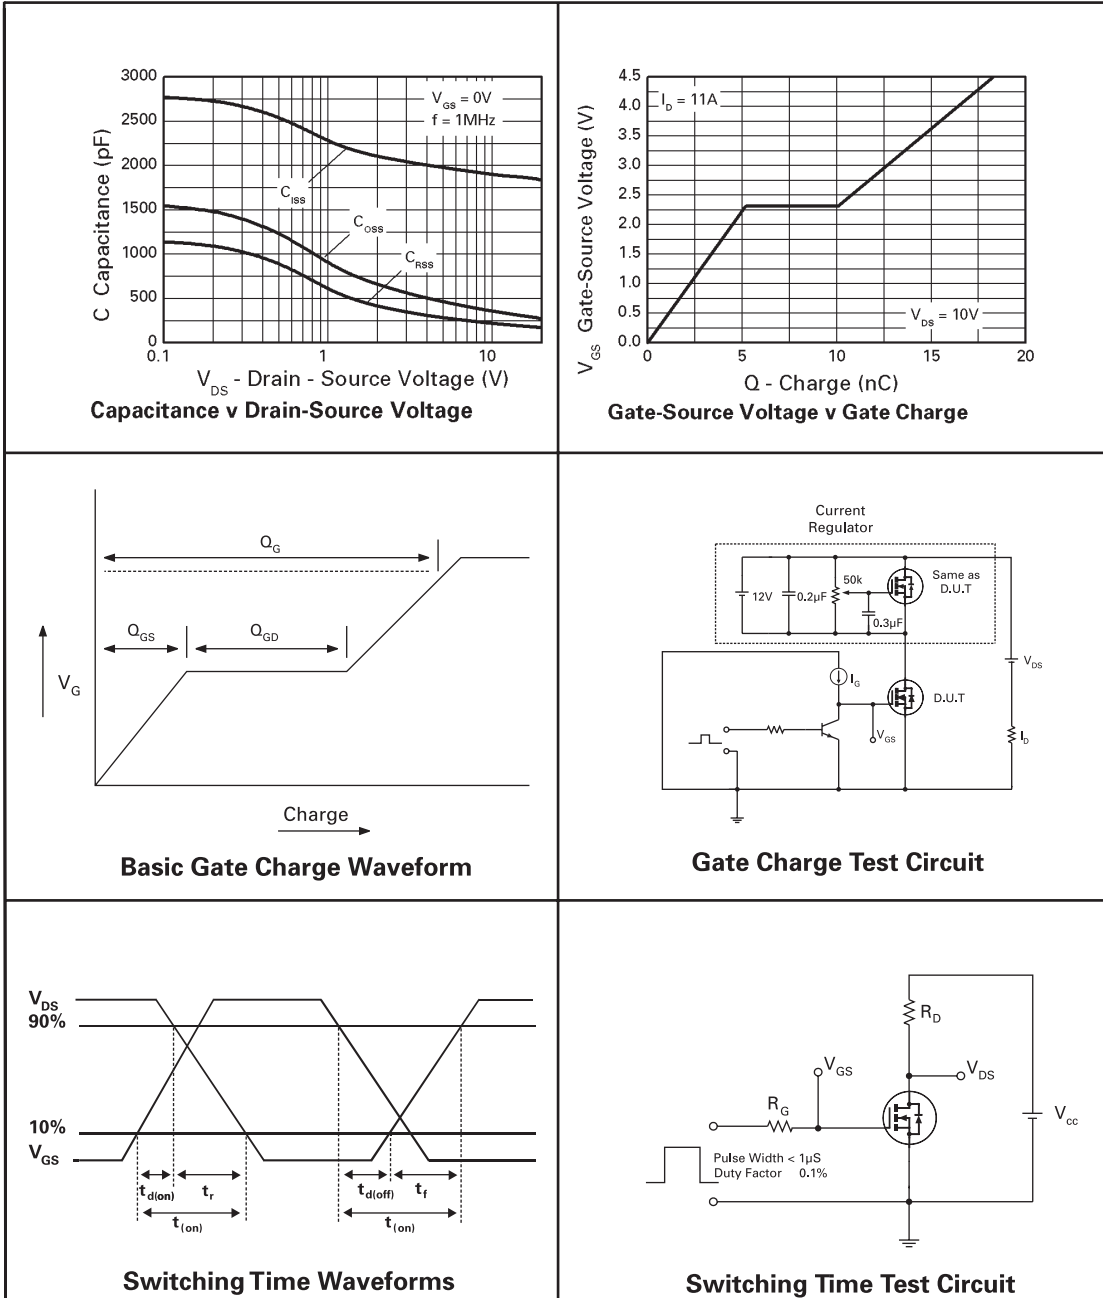 3000
2500
2000
1500
1000
500
0
C Capacitance (pF)
V_GS = 0V
f = 1MHz
C_ISS
C_OSS
C_RSS
0.1
1
10
V_DS - Drain - Source Voltage (V)
Capacitance v Drain-Source Voltage
4.5
4.0
3.5
3.0
2.5
2.0
1.5
1.0
0.5
0.0
V_GS Gate-Source Voltage (V)
I_D = 11A
V_DS = 10V
0
5
10
15
20
Q - Charge (nC)
Gate-Source Voltage v Gate Charge
Q_G
Q_GS
Q_GD
V_G
Charge
Basic Gate Charge Waveform
Current
Regulator
12V
0.2µF
50k
0.3µF
Same as
D.U.T
V_DS
I_G
D.U.T
V_GS
I_D
Gate Charge Test Circuit
V_DS
90%
10%
V_GS
t_d(on)
t_r
t_(on)
t_d(off)
t_f
t_(on)
Switching Time Waveforms
R_D
V_GS
V_DS
R_G
V_cc
Pulse Width < 1µS
Duty Factor 0.1%
Switching Time Test Circuit